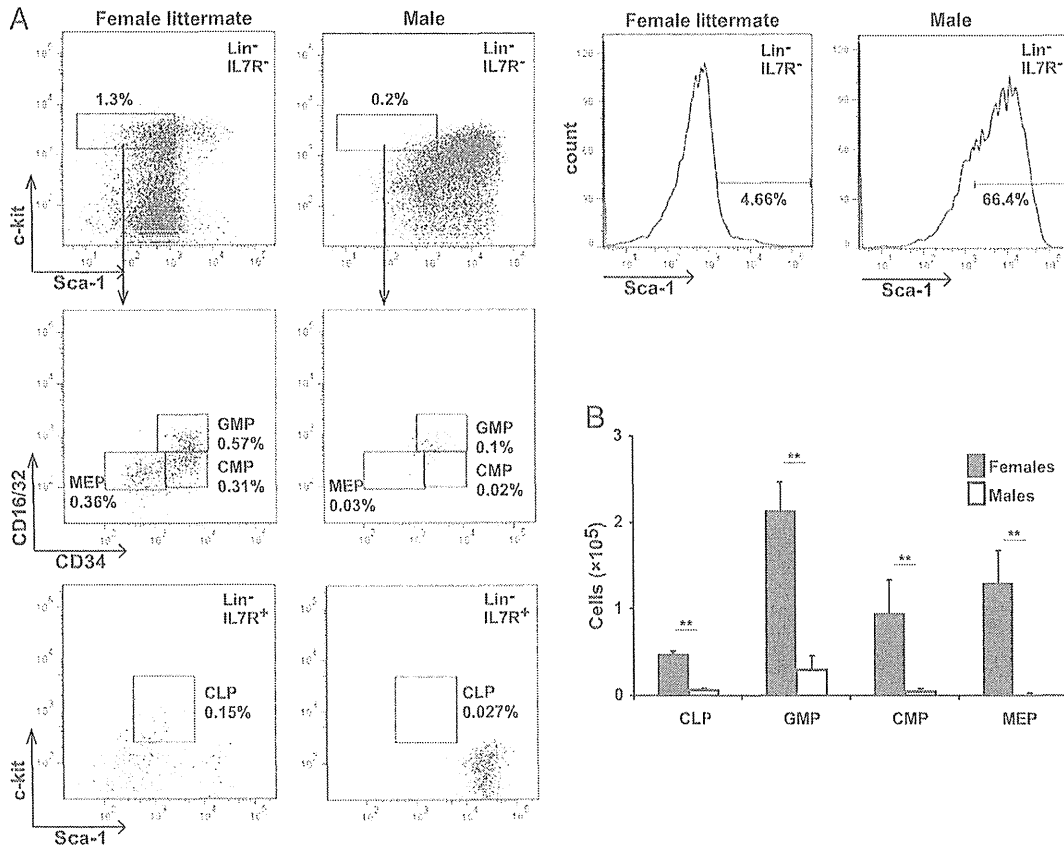 A
Female littermate
Male
Female littermate
Male
Lin-
IL7R-
1.3%
Lin-
IL7R-
0.2%
Lin-
IL7R-
4.66%
Lin-
IL7R-
66.4%
c-kit
Sca-1
count
Sca-1
Sca-1
GMP
0.57%
CMP
0.31%
MEP
0.36%
GMP
0.1%
CMP
0.02%
MEP
0.03%
CD16/32
CD34
Lin-
IL7R+
CLP
0.15%
Lin-
IL7R+
CLP
0.027%
c-kit
Sca-1
B
Cells (×10⁵)
3
2
1
0
**
**
**
**
Females
Males
CLP
GMP
CMP
MEP